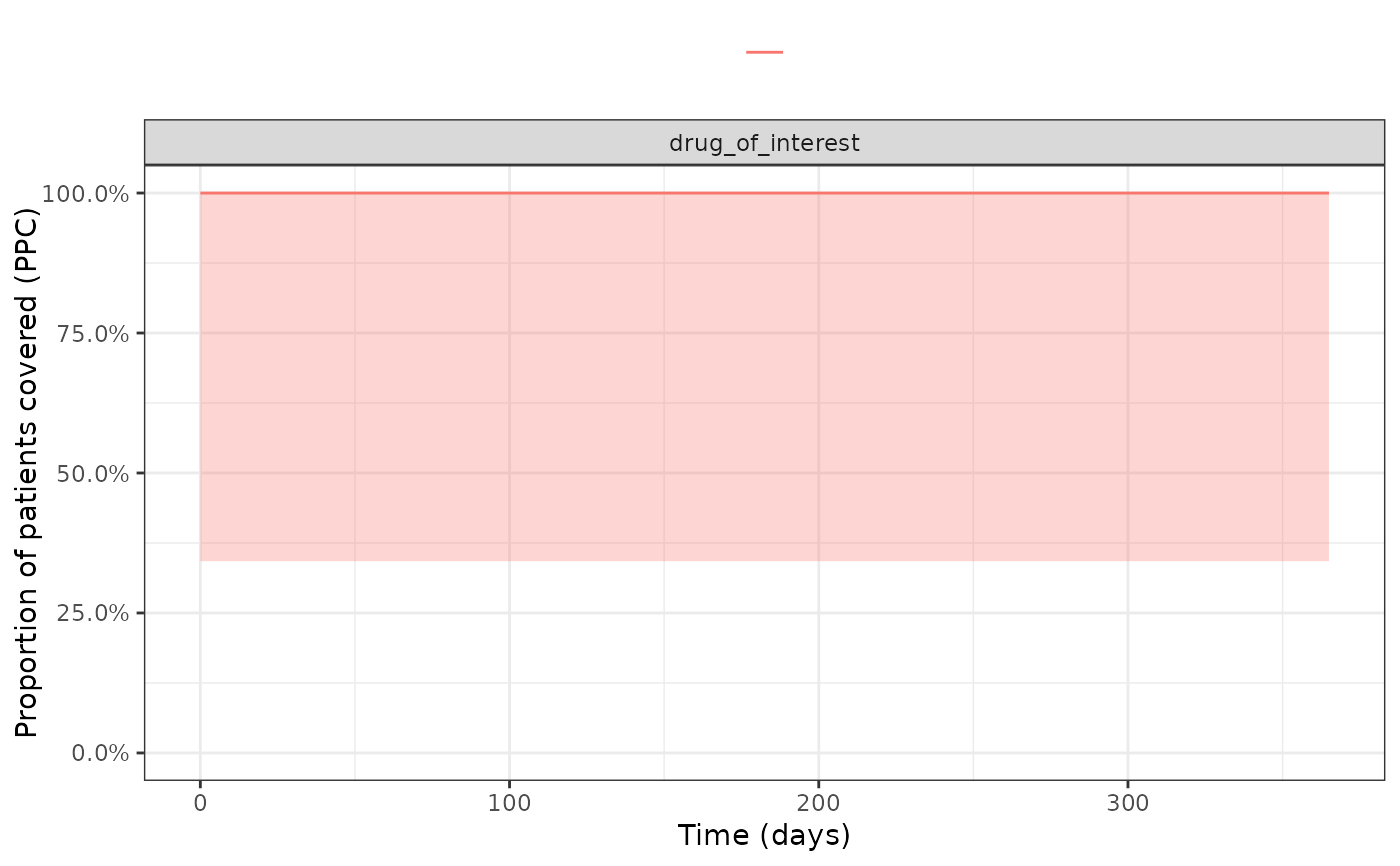 drug_of_interest
Proportion of patients covered (PPC)
100.0%
75.0%
50.0%
25.0%
0.0%
0 100 200 300
Time (days)